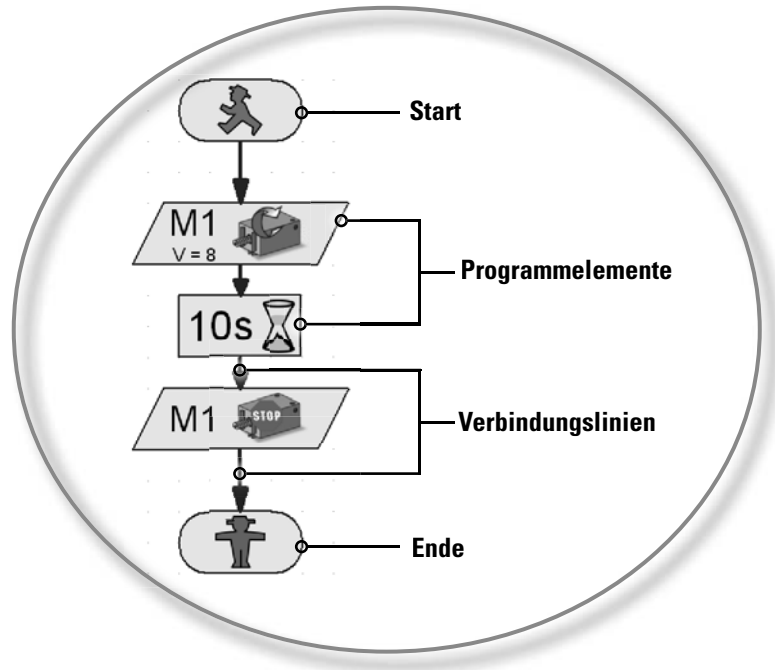 Start
M1
V = 8
Programmelemente
10s
M1
STOP
Verbindungslinien
Ende